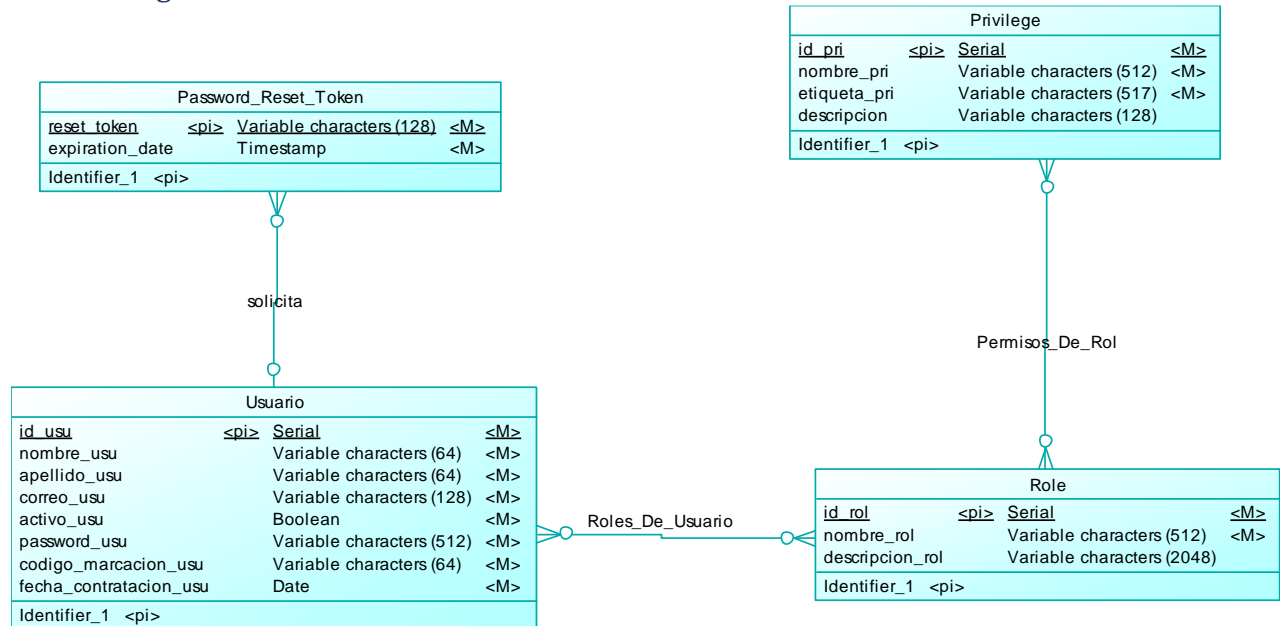 Privilege
id_pri <pi> Serial <M>
nombre_pri Variable characters (512) <M>
etiqueta_pri Variable characters (517) <M>
descripcion Variable characters (128)
Identifier_1 <pi>
Password_Reset_Token
reset_token <pi> Variable characters (128) <M>
expiration_date Timestamp <M>
Identifier_1 <pi>
solicita
Permisos_De_Rol
Usuario
id_usu <pi> Serial <M>
nombre_usu Variable characters (64) <M>
apellido_usu Variable characters (64) <M>
correo_usu Variable characters (128) <M>
activo_usu Boolean <M>
password_usu Variable characters (512) <M>
codigo_marcacion_usu Variable characters (64) <M>
fecha_contratacion_usu Date <M>
Identifier_1 <pi>
Roles_De_Usuario
Role
id_rol <pi> Serial <M>
nombre_rol Variable characters (512) <M>
descripcion_rol Variable characters (2048)
Identifier_1 <pi>